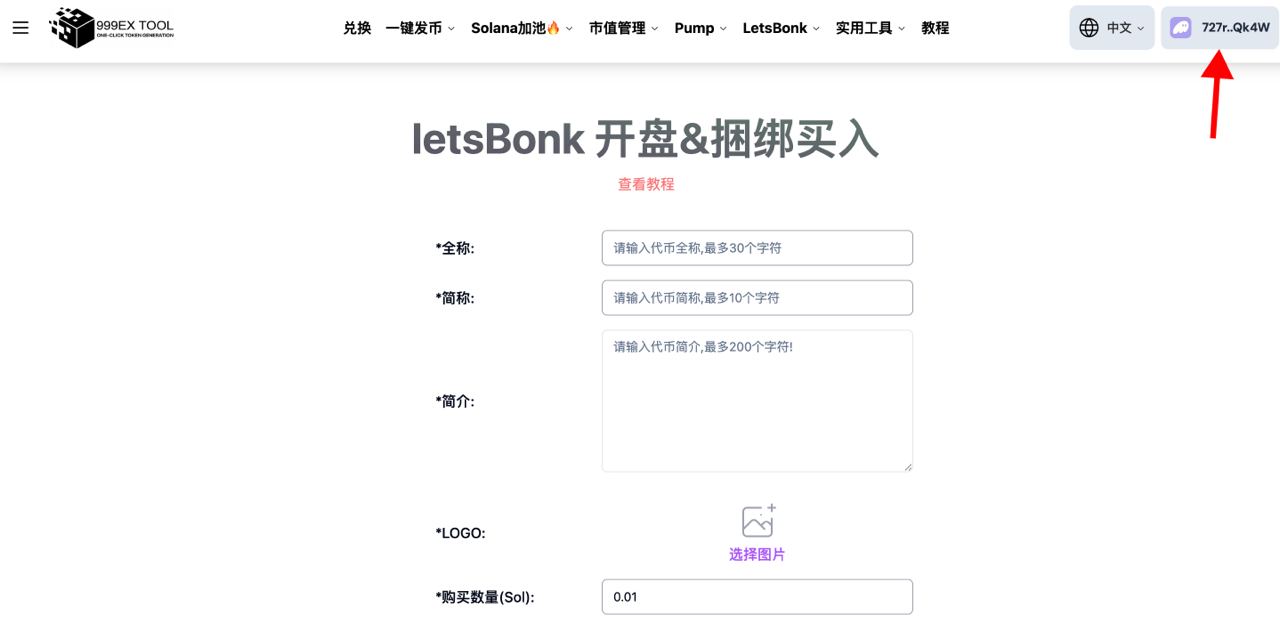 999EX TOOL
ONE-CLICK TOKEN GENERATION
兑换 一键发币 Solana加池🔥 市值管理 Pump LetsBonk 实用工具 教程
中文 727r..Qk4W
letsBonk 开盘&捆绑买入
查看教程
*全称: 请输入代币全称,最多30个字符
*简称: 请输入代币简称,最多10个字符
*简介: 请输入代币简介,最多200个字符!
*LOGO: 选择图片
*购买数量(Sol): 0.01